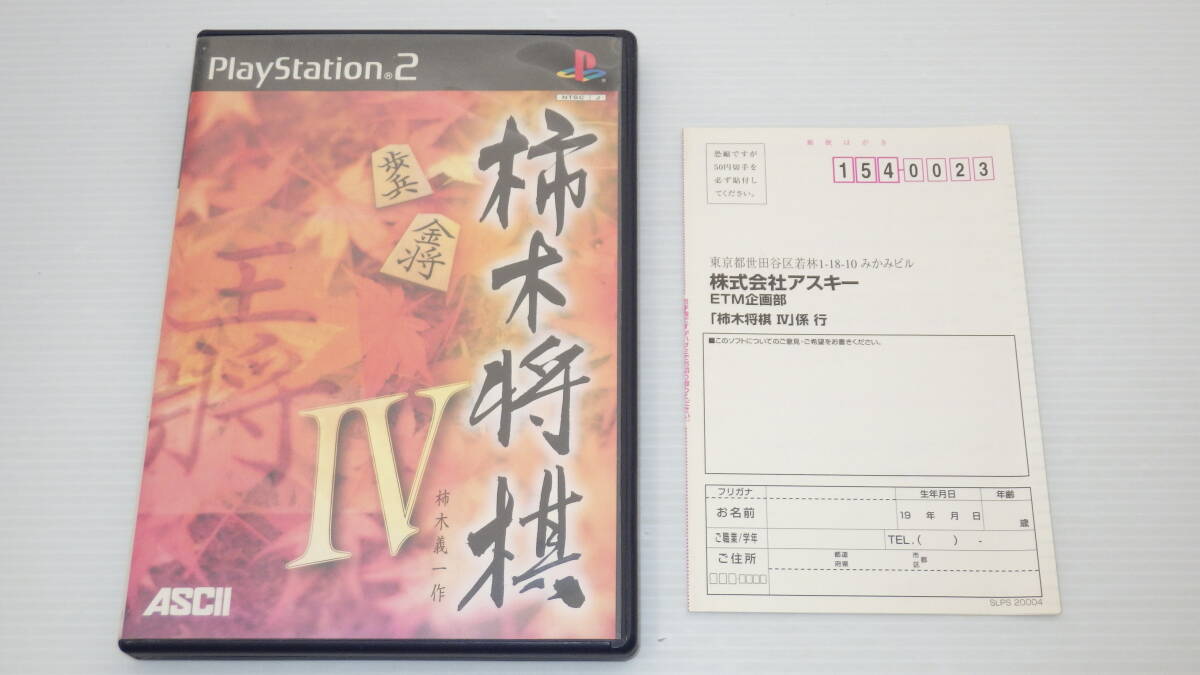 PlayStation®2
NTSC J
柿木将棋
IV
柿木義一作
歩兵
金将
王将
ASCII
郵便はがき
恐縮ですが
50円切手を
必ず貼付し
てください。
1540023
東京都世田谷区若林1-18-10 みかみビル
株式会社アスキー
ETM企画部
「柿木将棋 IV」係 行
■このソフトについてのご意見・ご希望をお書きください。
フリガナ
生年月日
年齢
お名前
19 年 月 日
歳
ご職業/学年
TEL.( ) -
ご住所
都道
府県
市
区
郡
SLPS 20004